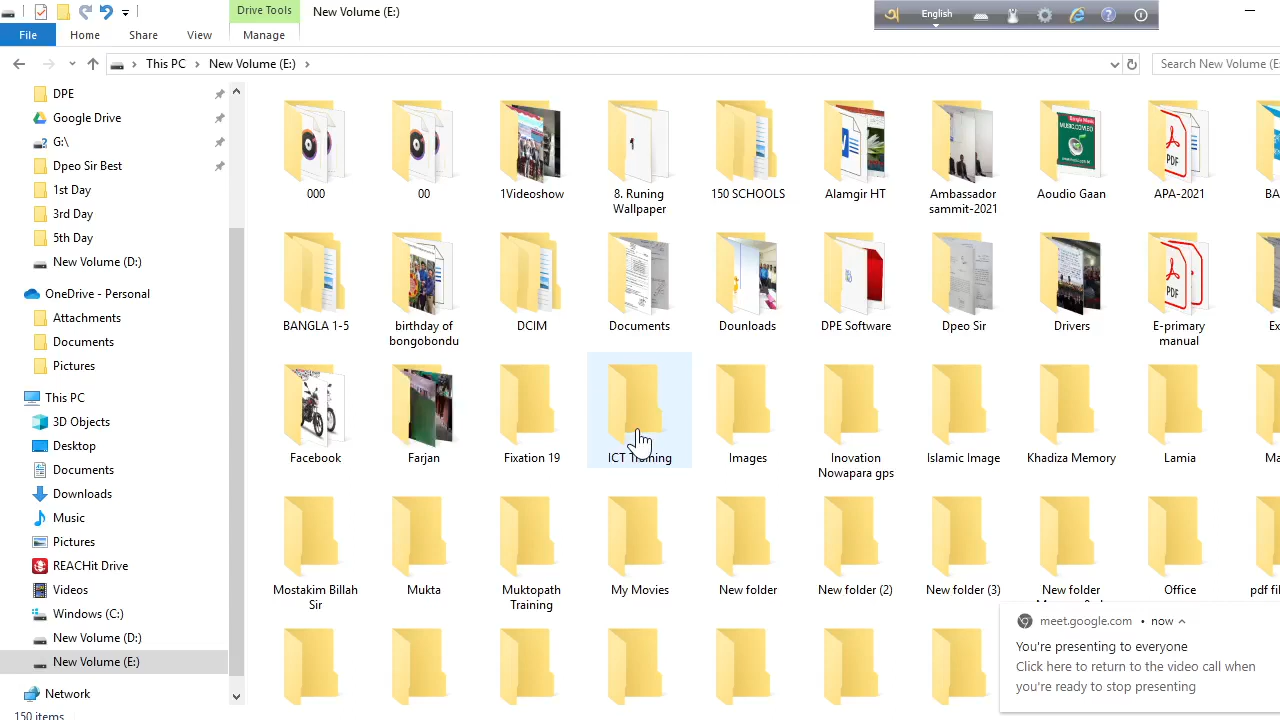 Drive Tools
New Volume (E:)
English
File
Home
Share
View
Manage
This PC
New Volume (E:)
Search New Volume (E:
DPE
Google Drive
G:\
Dpeo Sir Best
1st Day
3rd Day
5th Day
New Volume (D:)
OneDrive - Personal
Attachments
Documents
Pictures
This PC
3D Objects
Desktop
Documents
Downloads
Music
Pictures
REACHit Drive
Videos
Windows (C:)
New Volume (D:)
New Volume (E:)
Network
150 items
000
00
1Videoshow
8. Runing
Wallpaper
150 SCHOOLS
Alamgir HT
Ambassador
sammit-2021
Aoudio Gaan
APA-2021
BANGLA 1-5
birthday of
bongobondu
DCIM
Documents
Dounloads
DPE Software
Dpeo Sir
Drivers
E-primary
manual
Facebook
Farjan
Fixation 19
ICT Training
Images
Inovation
Nowapara gps
Islamic Image
Khadiza Memory
Lamia
Mostakim Billah
Sir
Mukta
Muktopath
Training
My Movies
New folder
New folder (2)
New folder (3)
New folder
Office
pdf fil
meet.google.com • now
You're presenting to everyone
Click here to return to the video call when
you're ready to stop presenting